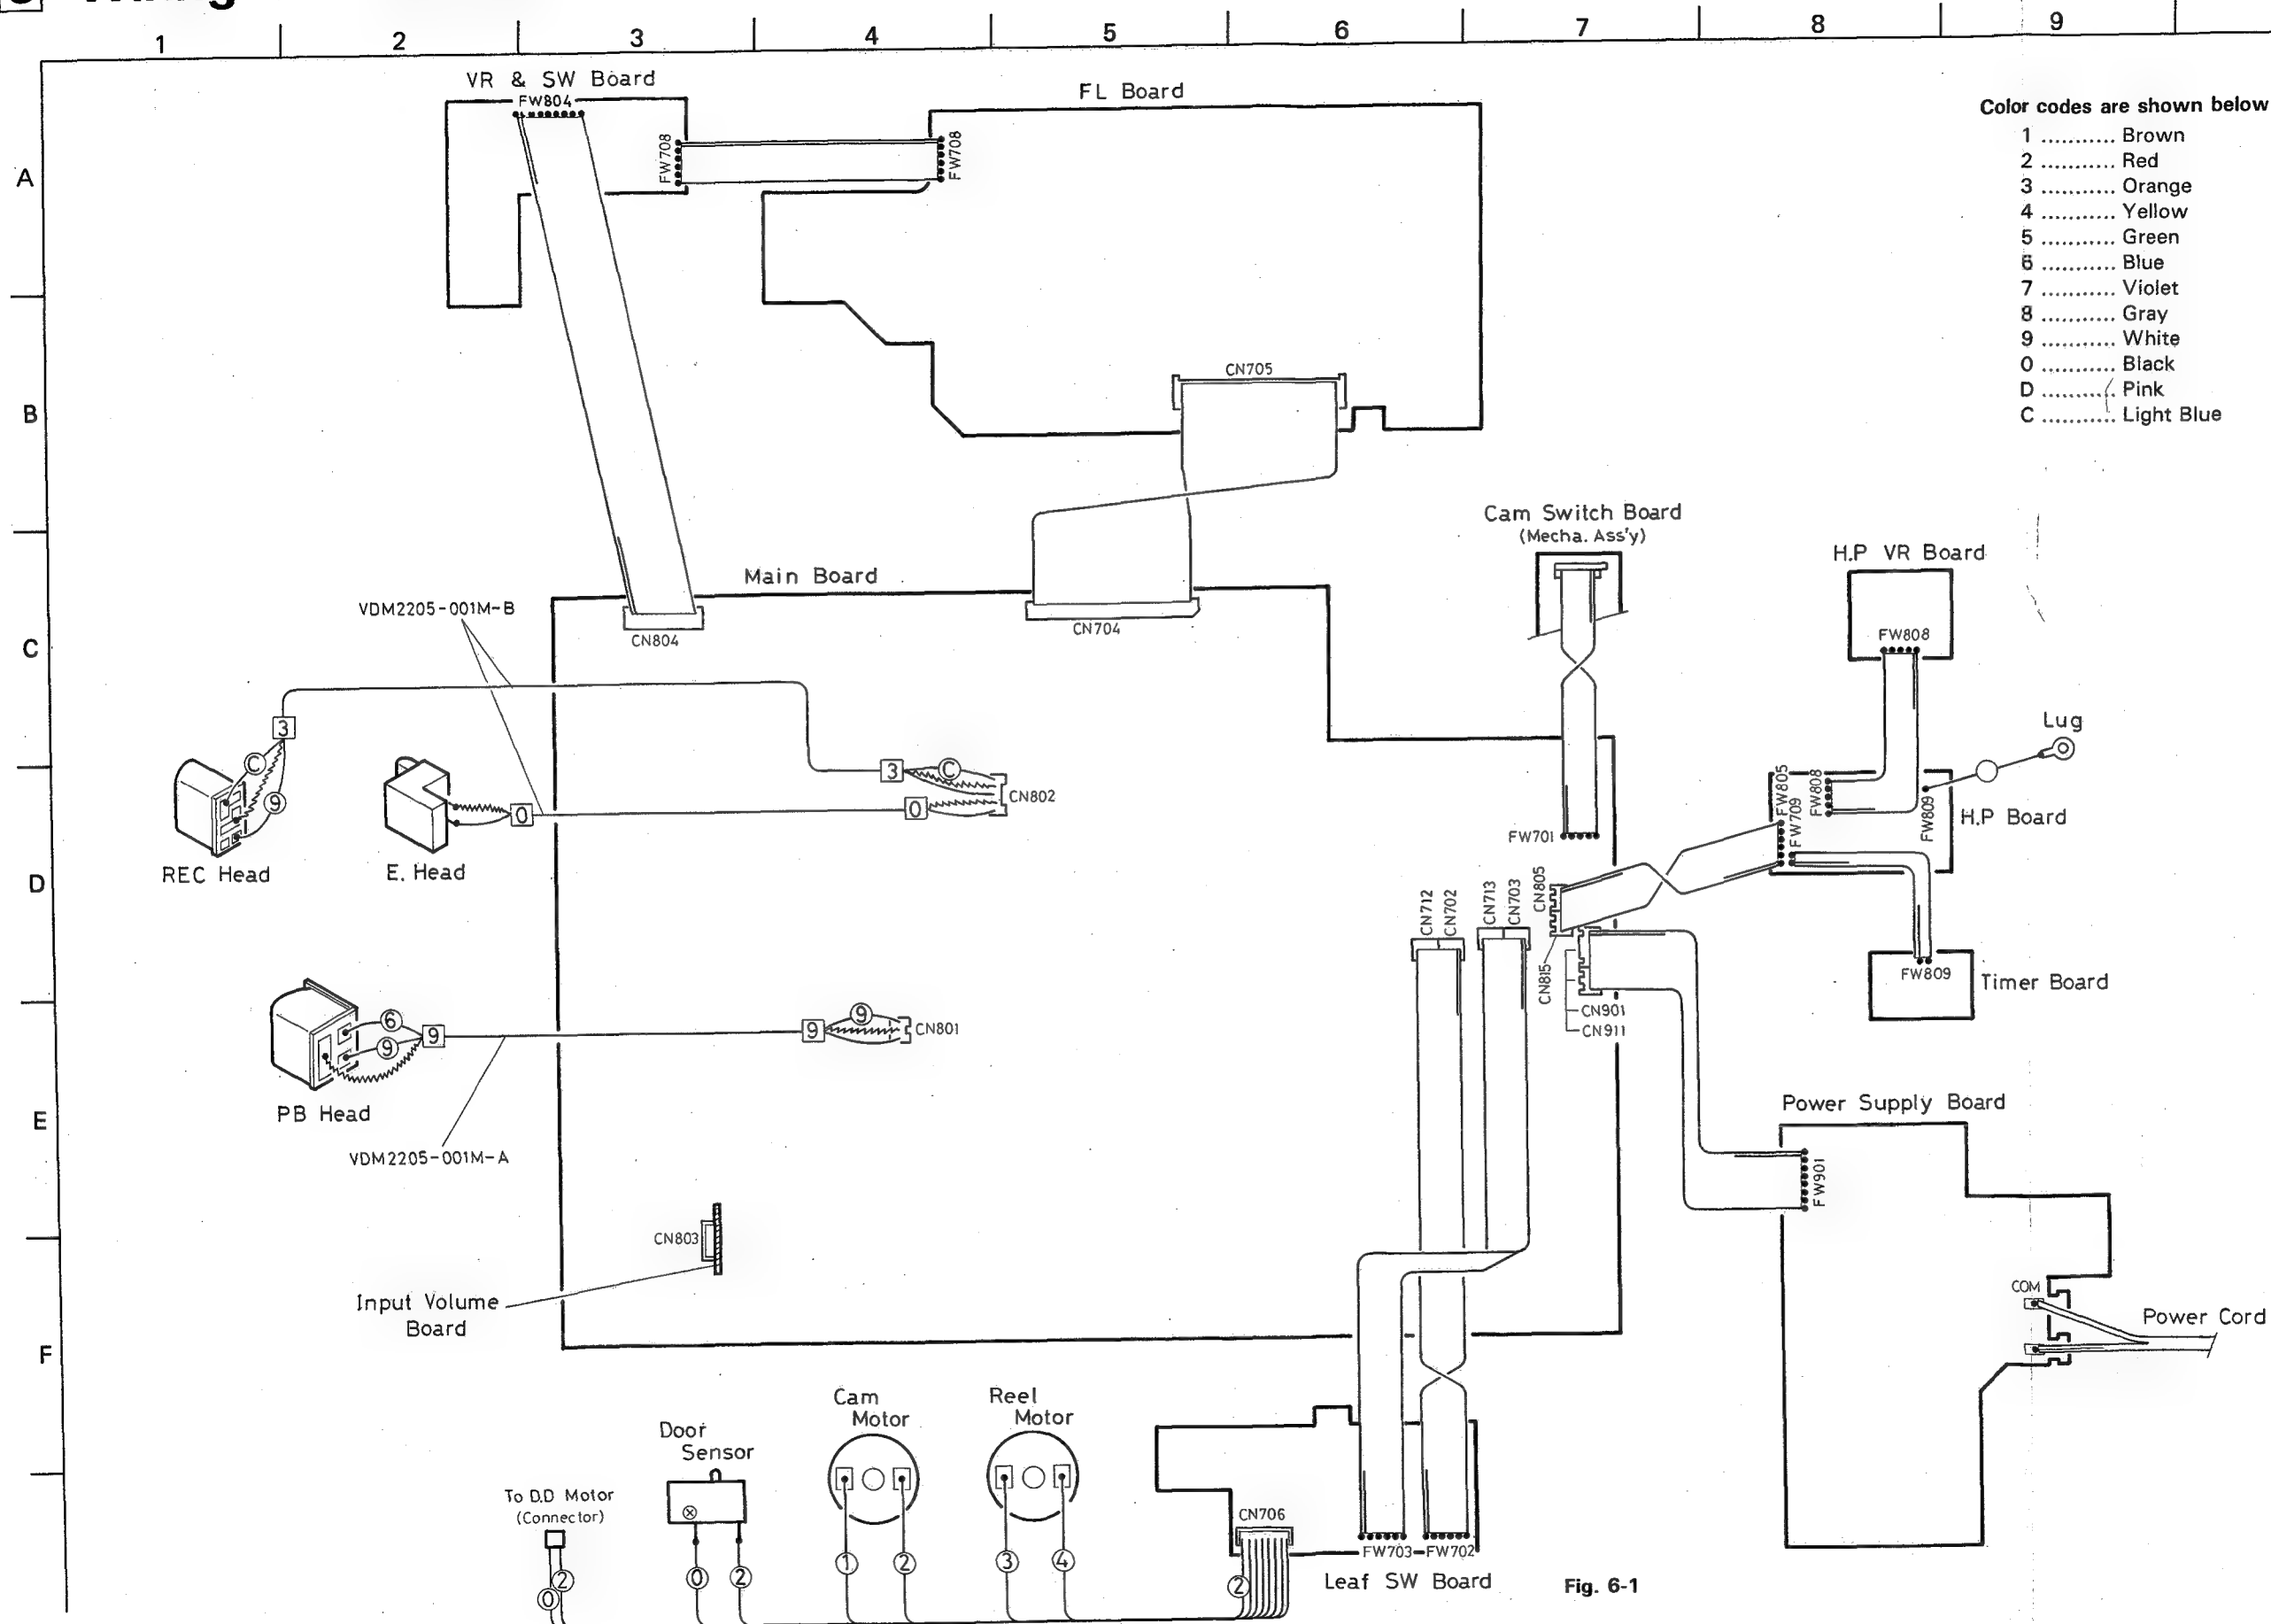 1 2 3 4 5 6 7 8 9
VR & SW Board
FW804
FW708
FW708
FL Board
Color codes are shown below
1 .......... Brown
2 .......... Red
3 .......... Orange
4 .......... Yellow
5 .......... Green
6 .......... Blue
7 .......... Violet
8 .......... Gray
9 .......... White
0 .......... Black
D .......... Pink
C .......... Light Blue
A
B
C
D
E
F
CN705
Cam Switch Board
(Mecha. Ass'y)
H.P VR Board
FW808
Main Board
VDM2205-001M-B
CN804
CN704
Lug
3
C
9
REC Head
E. Head
0
3
C
0
CN802
FW701
FW805
FW709
FW808
FW809
H.P Board
CN712
CN702
CN713
CN703
CN805
CN815
CN901
CN911
FW809
Timer Board
6
9
9
PB Head
9
9
CN801
VDM2205-001M-A
Power Supply Board
FW901
CN803
Input Volume
Board
COM
Power Cord
Cam
Motor
Reel
Motor
Door
Sensor
To D.D Motor
(Connector)
0
2
0
2
1
2
3
4
2
CN706
FW703
FW702
Leaf SW Board
Fig. 6-1